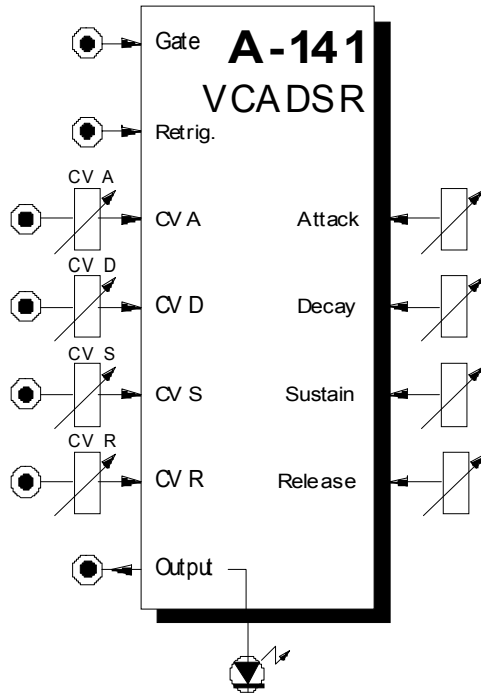 Gate
A-141
VCADSR
Retrig.
CV A
CV A
Attack
CV D
CV D
Decay
CV S
CV S
Sustain
CV R
CV R
Release
Output